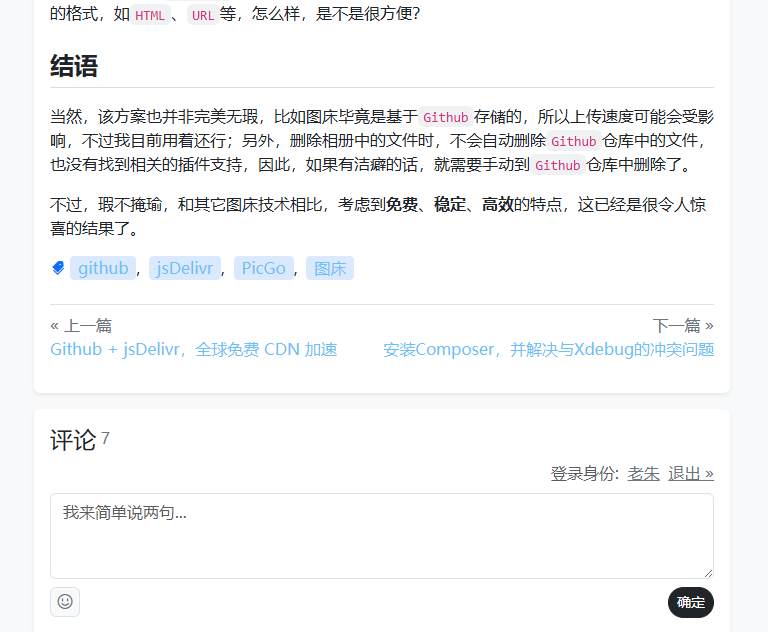 的格式，如 HTML 、 URL 等，怎么样，是不是很方便？
结语
当然，该方案也并非完美无瑕，比如图床毕竟是基于 Github 存储的，所以上传速度可能会受影
响，不过我目前用着还行；另外，删除相册中的文件时，不会自动删除 Github 仓库中的文件，
也没有找到相关的插件支持，因此，如果有洁癖的话，就需要手动到 Github 仓库中删除了。
不过，瑕不掩瑜，和其它图床技术相比，考虑到免费、稳定、高效的特点，这已经是很令人惊
喜的结果了。
github， jsDelivr， PicGo， 图床
« 上一篇 下一篇 »
Github + jsDelivr，全球免费 CDN 加速 安装Composer，并解决与Xdebug的冲突问题
评论 7
登录身份: 老朱 退出 »
我来简单说两句...
确定